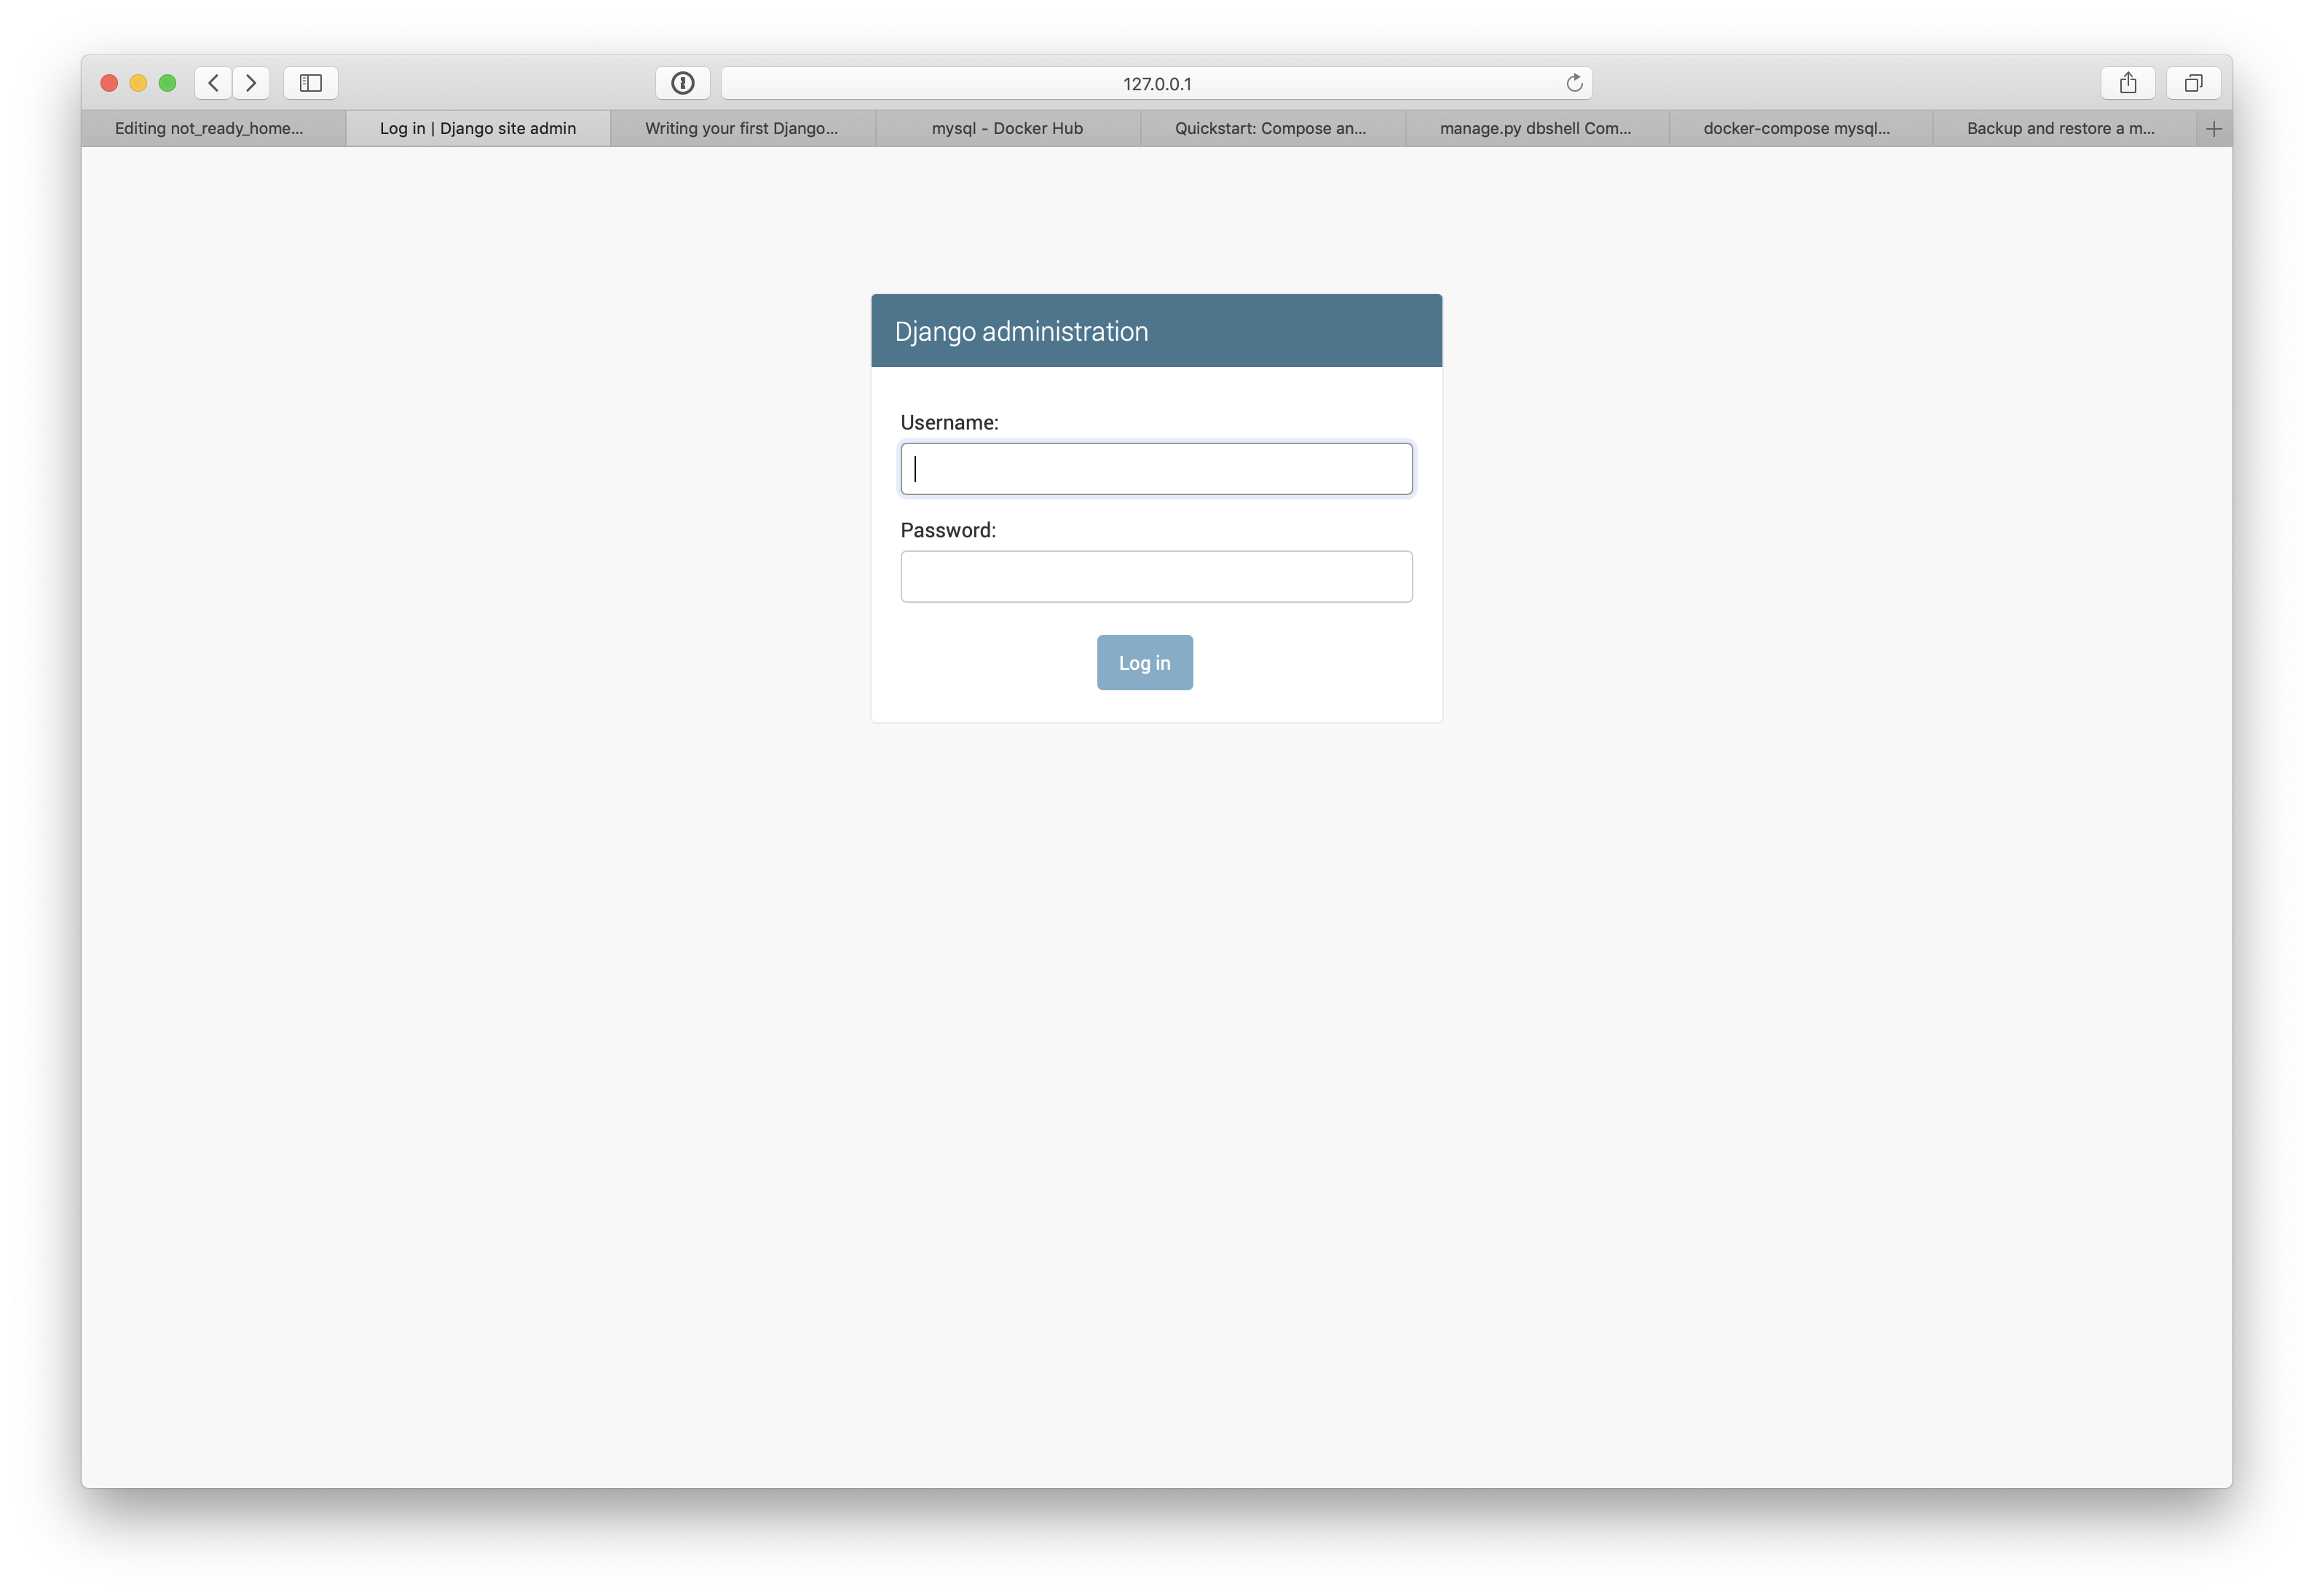 127.0.0.1
Editing not_ready_home...
Log in | Django site admin
Writing your first Django...
mysql - Docker Hub
Quickstart: Compose an...
manage.py dbshell Com...
docker-compose mysql...
Backup and restore a m...
Django administration
Username:
Password:
Log in